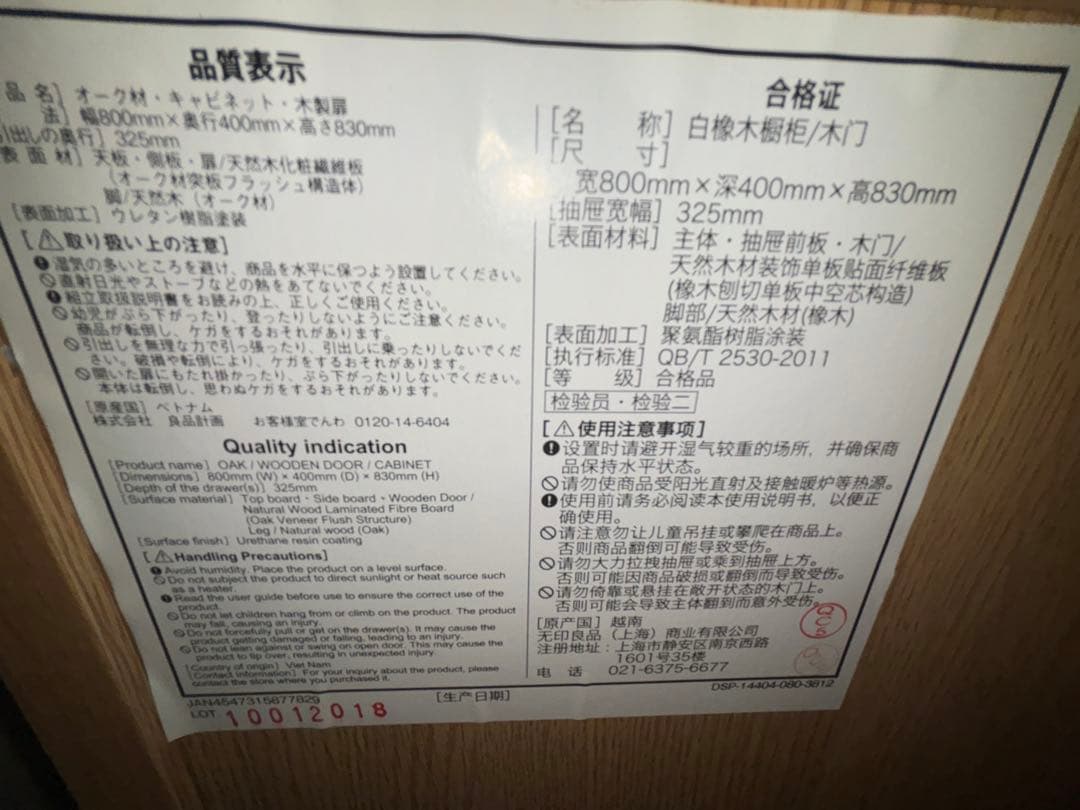 品質表示
品 名］ オーク材・キャビネット・木製扉
法］ 幅800mm×奥行400mm×高さ830mm
引出しの奥行］ 325mm
表 面 材］ 天板・側板・扉/天然木化粧繊維板
(オーク材突板フラッシュ構造体)
脚/天然木（オーク材）
［表面加工］ウレタン樹脂塗装
［⚠取り扱い上の注意］
湿気の多いところを避け、商品を水平に保つよう設置してください。
直射日光やストーブなどの熱をあてないでください。
組立取扱説明書をお読みの上、正しくご使用ください。
幼児がぶら下がったり、登ったりしないようにご注意ください。
商品が転倒し、ケガをするおそれがあります。
引出しを無理な力で引っ張ったり、引出しに乗ったりしないでくだ
さい。破損や転倒により、ケガをするおそれがあります。
開いた扉にもたれ掛かったり、ぶら下がったりしないでください。
本体は転倒し、思わぬケガをするおそれがあります。
［原産国］ベトナム
株式会社 良品計画 お客様室でんわ 0120-14-6404
Quality indication
[Product name] OAK / WOODEN DOOR / CABINET
[Dimensions] 800mm (W) × 400mm (D) × 830mm (H)
[Depth of the drawer(s)] 325mm
[Surface material] Top board・Side board・Wooden Door /
Natural Wood Laminated Fibre Board
(Oak Veneer Flush Structure)
Leg / Natural wood (Oak)
[Surface finish] Urethane resin coating
[⚠Handling Precautions]
Avoid humidity. Place the product on a level surface.
Do not subject the product to direct sunlight or heat source such
as a heater.
Read the user guide before use to ensure the correct use of the
product.
Do not let children hang from or climb on the product. The product
may fall, causing an injury.
Do not forcefully pull or get on the drawer(s). It may cause the
product getting damaged or falling, leading to an injury.
Do not lean against or swing on open door. This may cause the
product to tip over, resulting in unexpected injury.
[Country of origin] Viet Nam
[Contact information] For your inquiry about the product, please
contact the store where you purchased it.
JAN4547315877829
LOT 10012018
［生产日期］
合格证
［名 称］白橡木橱柜/木门
［尺 寸］
宽800mm×深400mm×高830mm
［抽屉宽幅］325mm
［表面材料］主体・抽屉前板・木门/
天然木材装饰单板贴面纤维板
(橡木刨切单板中空芯构造)
脚部/天然木材(橡木)
［表面加工］聚氨酯树脂涂装
［执行标准］QB/T 2530-2011
［等 级］合格品
检验员・检验二
［⚠使用注意事项］
设置时请避开湿气较重的场所，并确保商
品保持水平状态。
请勿使商品受阳光直射及接触暖炉等热源。
使用前请务必阅读本使用说明书，以便正
确使用。
请注意勿让儿童吊挂或攀爬在商品上。
否则商品翻倒可能导致受伤。
请勿大力拉拽抽屉或乘到抽屉上方。
否则可能因商品破损或翻倒而导致受伤。
请勿倚靠或悬挂在敞开状态的木门上。
否则可能会导致主体翻到而意外受伤。
［原产国］越南
无印良品（上海）商业有限公司
注册地址：上海市静安区南京西路
1601号35楼
电 话 021-6375-6677
QC5
DSP-14404-080-3812